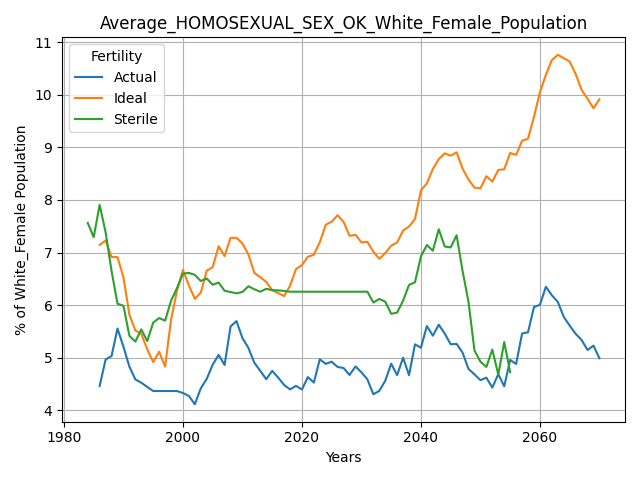 Average_HOMOSEXUAL_SEX_OK_White_Female_Population
Fertility
Actual
Ideal
Sterile
% of White_Female Population
11
10
9
8
7
6
5
4
1980 2000 2020 2040 2060
Years